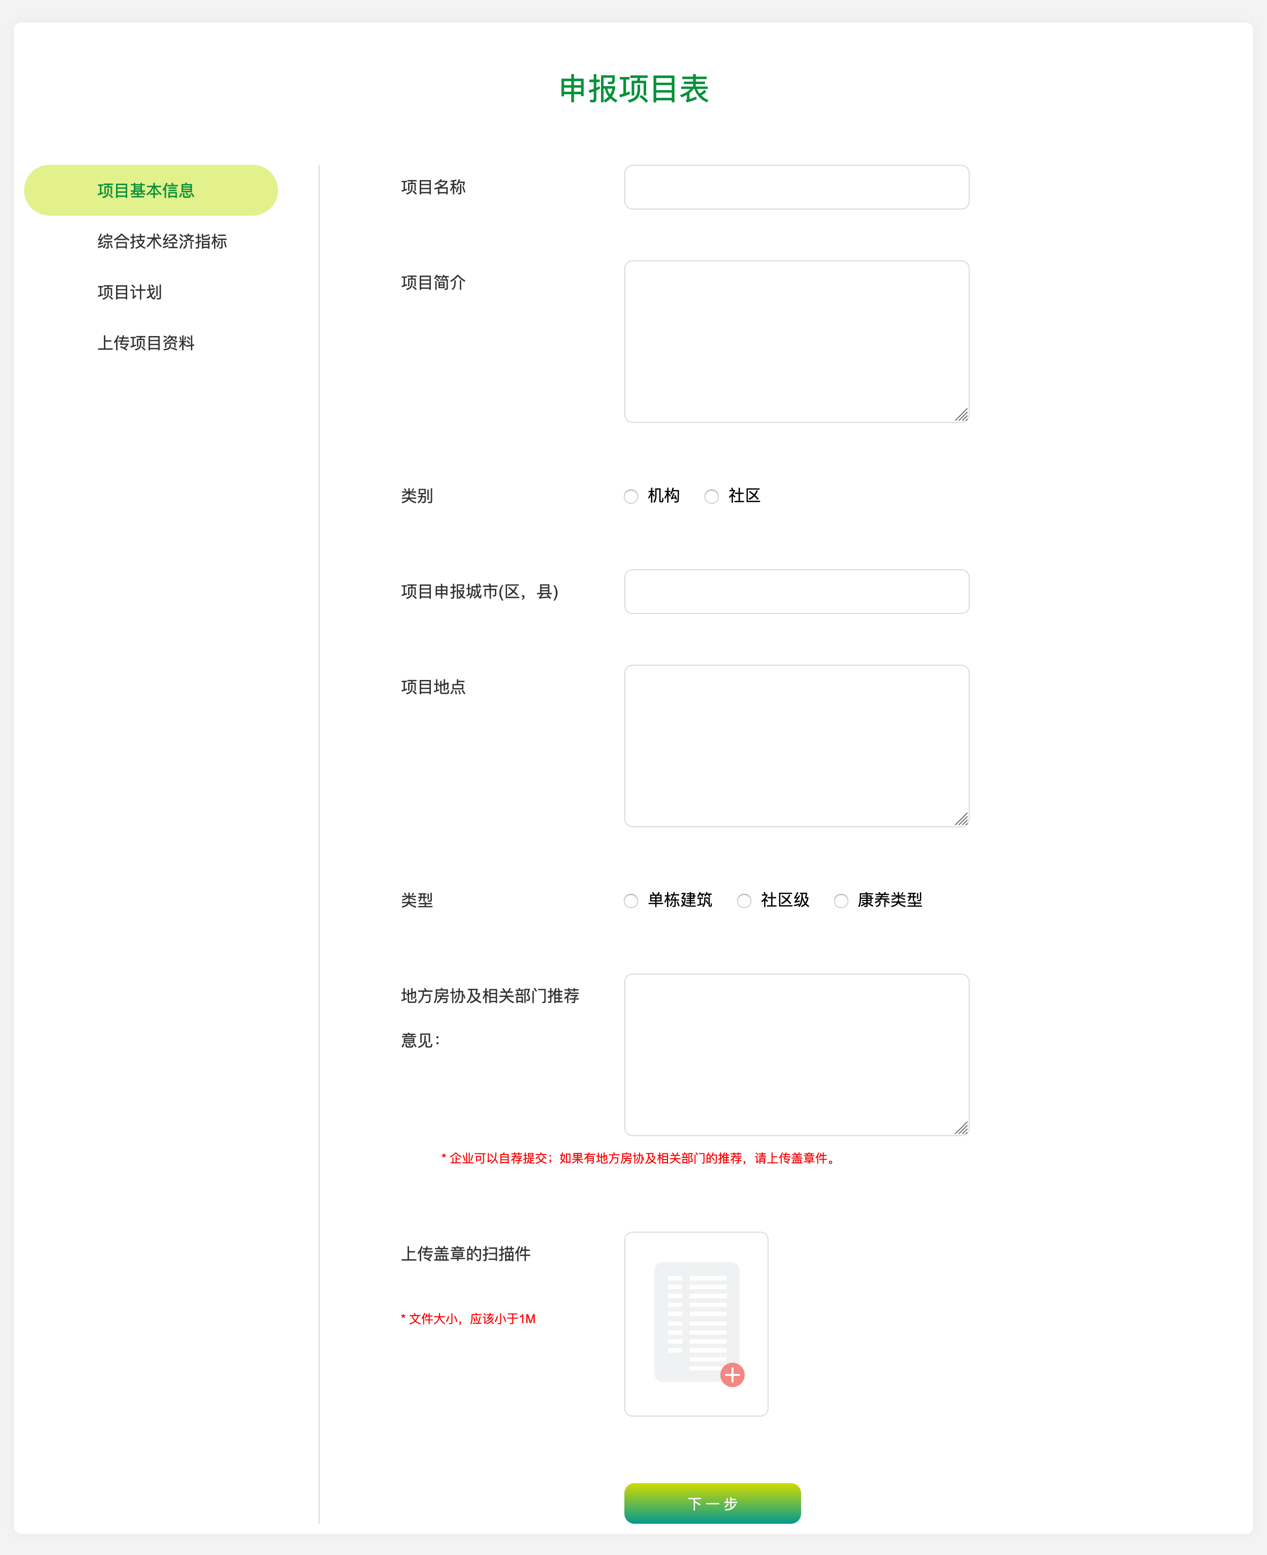 申报项目表
项目基本信息
综合技术经济指标
项目计划
上传项目资料
项目名称
项目简介
类别
机构 社区
项目申报城市(区，县)
项目地点
类型
单栋建筑 社区级 康养类型
地方房协及相关部门推荐
意见：
* 企业可以自荐提交；如果有地方房协及相关部门的推荐，请上传盖章件。
上传盖章的扫描件
* 文件大小，应该小于1M
下一步